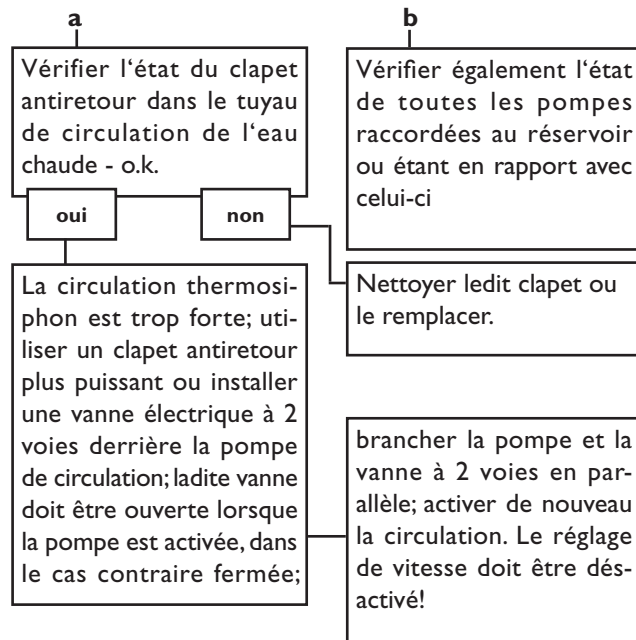 a
Vérifier l‘état du clapet
antiretour dans le tuyau
de circulation de l‘eau
chaude - o.k.
oui
non
La circulation thermosi-
phon est trop forte; uti-
liser un clapet antiretour
plus puissant ou installer
une vanne électrique à 2
voies derrière la pompe
de circulation; ladite vanne
doit être ouverte lorsque
la pompe est activée, dans
le cas contraire fermée;
b
Vérifier également l‘état
de toutes les pompes
raccordées au réservoir
ou étant en rapport avec
celui-ci
Nettoyer ledit clapet ou
le remplacer.
brancher la pompe et la
vanne à 2 voies en par-
allèle; activer de nouveau
la circulation. Le réglage
de vitesse doit être dés-
activé!